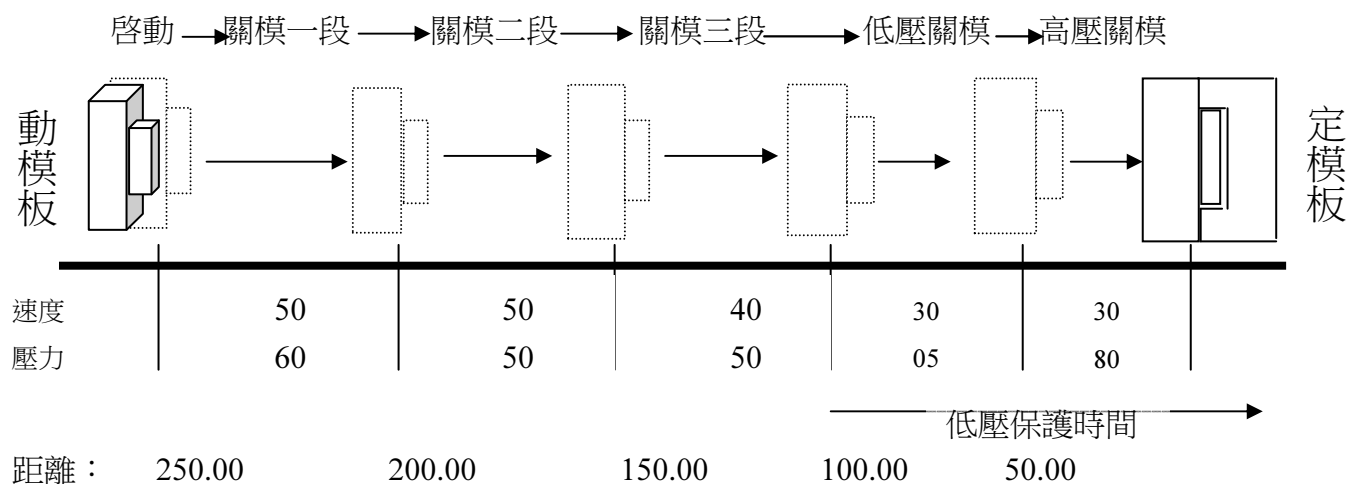 啓動 關模一段 關模二段 關模三段 低壓關模 高壓關模
動模板
定模板
速度 50 50 40 30 30
壓力 60 50 50 05 80
低壓保護時間
距離： 250.00 200.00 150.00 100.00 50.00